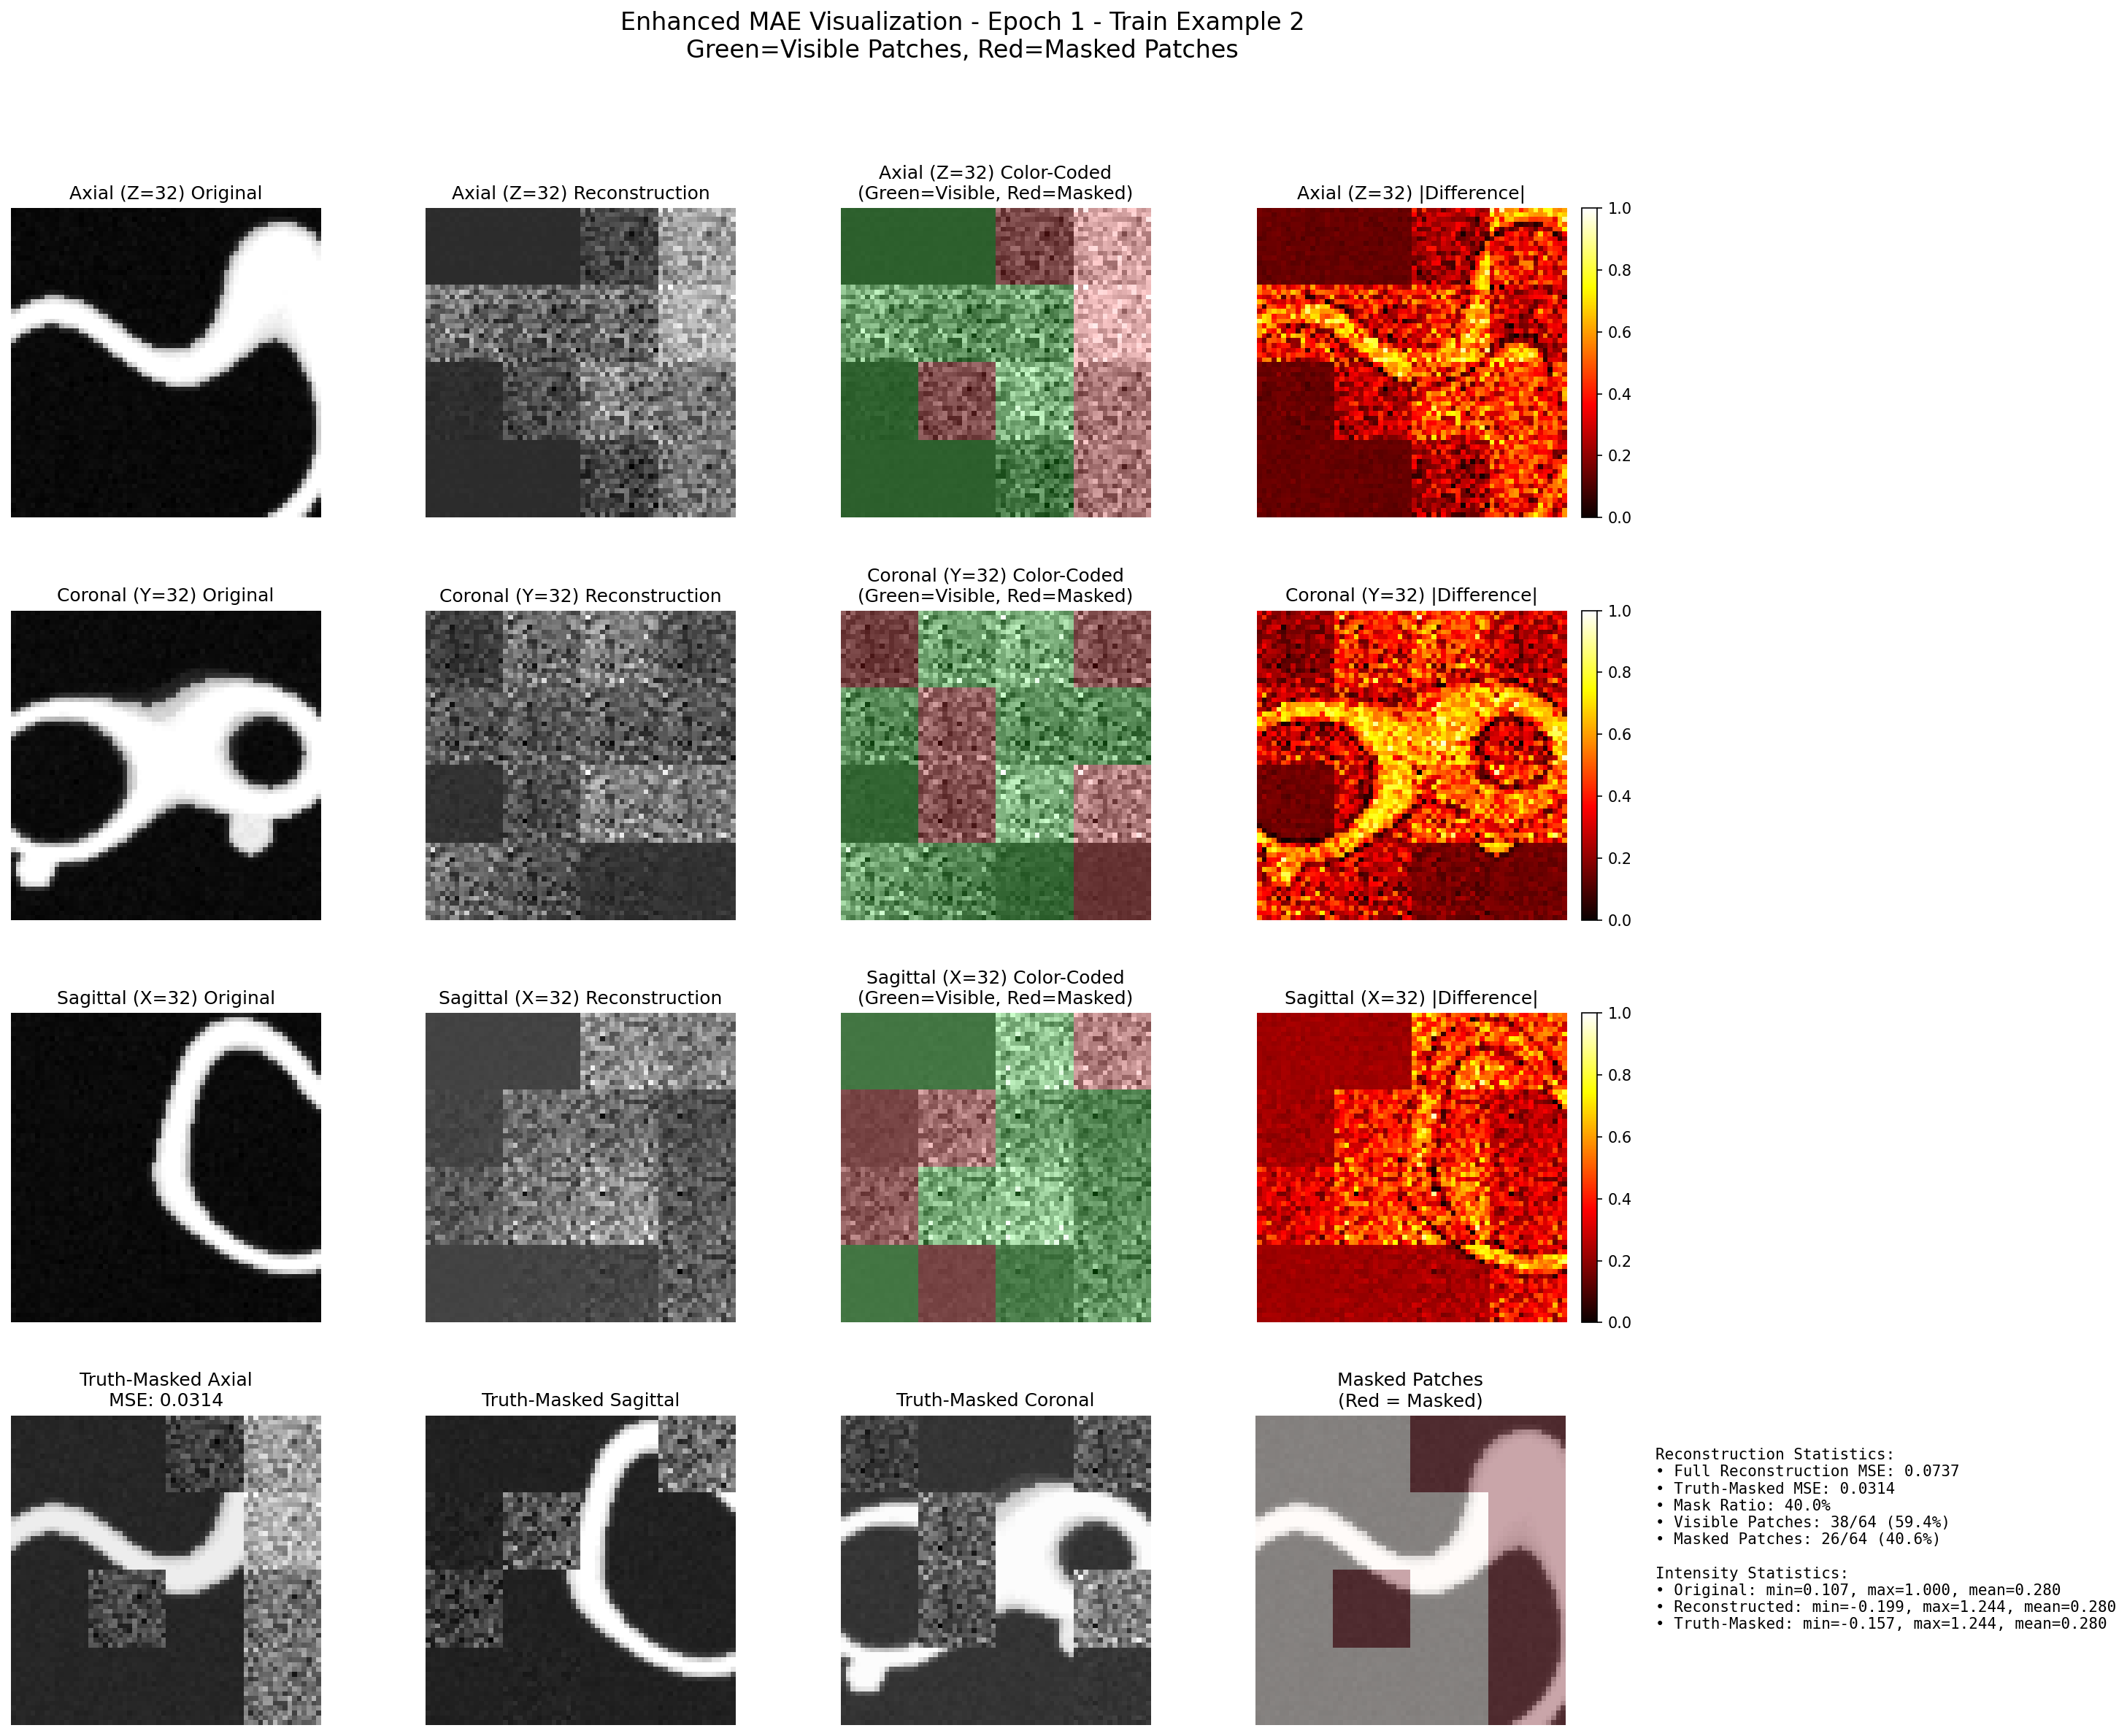 Enhanced MAE Visualization - Epoch 1 - Train Example 2
Green=Visible Patches, Red=Masked Patches
Axial (Z=32) Original
Axial (Z=32) Reconstruction
Axial (Z=32) Color-Coded
(Green=Visible, Red=Masked)
Axial (Z=32) |Difference|
1.0
0.8
0.6
0.4
0.2
0.0
Coronal (Y=32) Original
Coronal (Y=32) Reconstruction
Coronal (Y=32) Color-Coded
(Green=Visible, Red=Masked)
Coronal (Y=32) |Difference|
1.0
0.8
0.6
0.4
0.2
0.0
Sagittal (X=32) Original
Sagittal (X=32) Reconstruction
Sagittal (X=32) Color-Coded
(Green=Visible, Red=Masked)
Sagittal (X=32) |Difference|
1.0
0.8
0.6
0.4
0.2
0.0
Truth-Masked Axial
MSE: 0.0314
Truth-Masked Sagittal
Truth-Masked Coronal
Masked Patches
(Red = Masked)
Reconstruction Statistics:
• Full Reconstruction MSE: 0.0737
• Truth-Masked MSE: 0.0314
• Mask Ratio: 40.0%
• Visible Patches: 38/64 (59.4%)
• Masked Patches: 26/64 (40.6%)
Intensity Statistics:
• Original: min=0.107, max=1.000, mean=0.280
• Reconstructed: min=-0.199, max=1.244, mean=0.280
• Truth-Masked: min=-0.157, max=1.244, mean=0.280